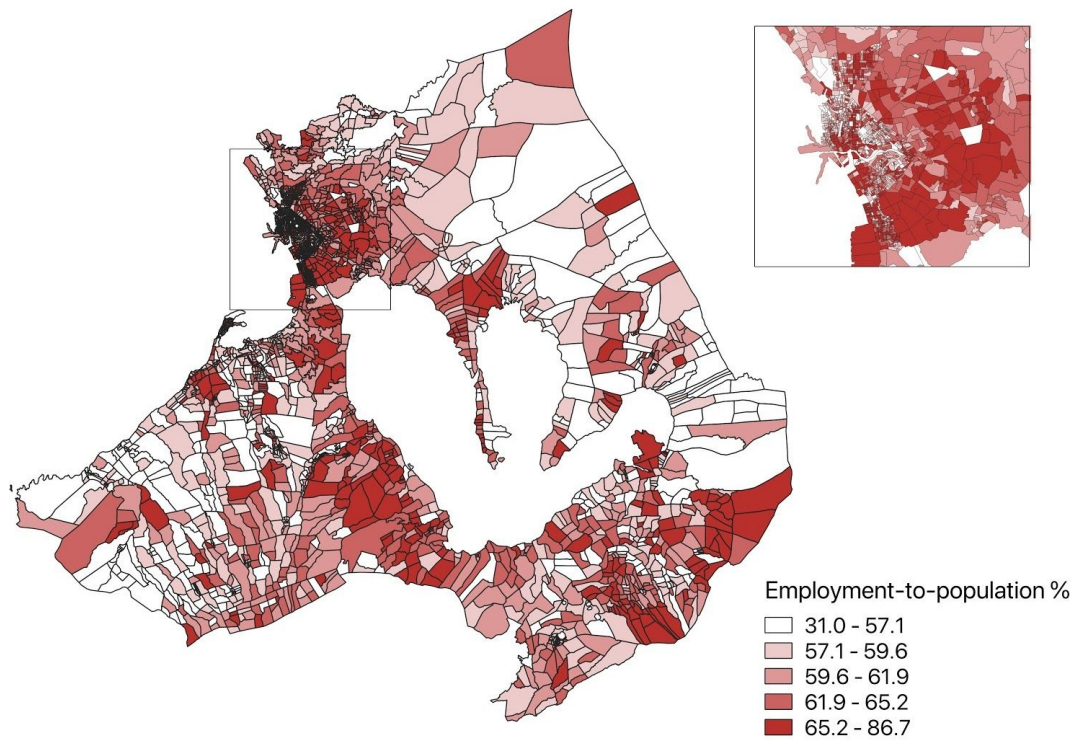 Employment-to-population %
31.0 - 57.1
57.1 - 59.6
59.6 - 61.9
61.9 - 65.2
65.2 - 86.7